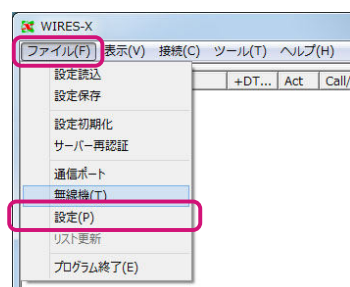 WIRES-X
ファイル(F) 表示(V) 接続(C) ツール(T) ヘルプ(H)
+DT... Act Call/
設定読込
設定保存
設定初期化
サーバー再認証
通信ポート
無線機(T)
設定(P)
リスト更新
プログラム終了(E)